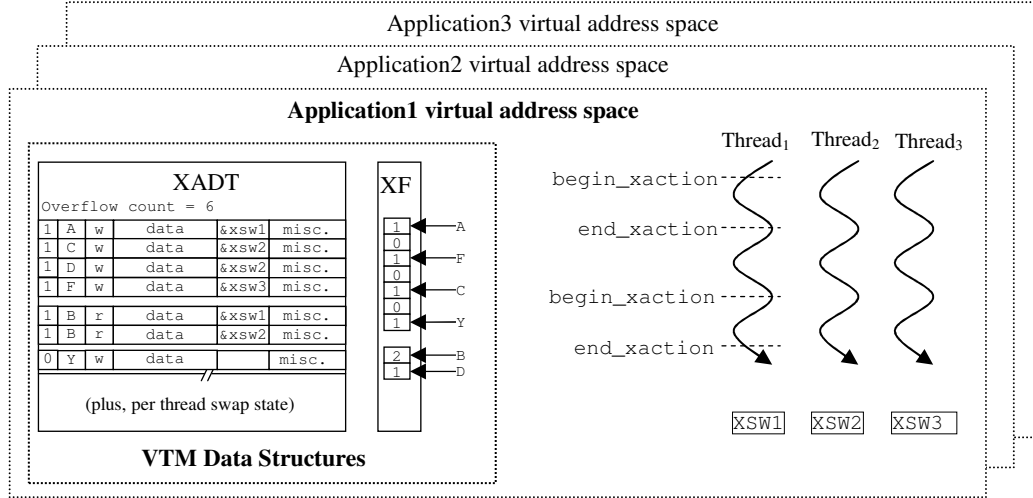 Application3 virtual address space
Application2 virtual address space
Application1 virtual address space
XADT
Overflow count = 6
1 A w data &xsw1 misc.
1 C w data &xsw2 misc.
1 D w data &xsw2 misc.
1 F w data &xsw3 misc.
1 B r data &xsw1 misc.
1 B r data &xsw2 misc.
0 Y w data misc.
(plus, per thread swap state)
XF
1 A
0
1 F
0
1 C
0
1 Y
2 B
1 D
VTM Data Structures
Thread1 Thread2 Thread3
begin_xaction
end_xaction
begin_xaction
end_xaction
XSW1 XSW2 XSW3